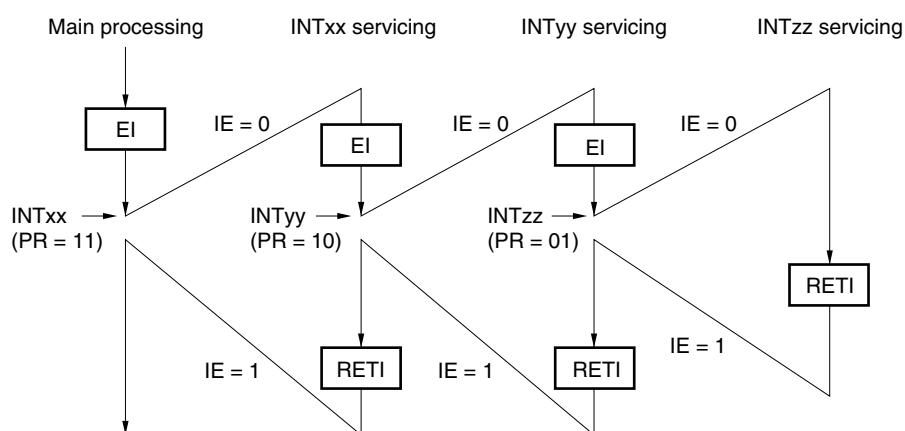 Main processing
INTxx servicing
INTyy servicing
INTzz servicing
EI
IE = 0
EI
IE = 0
EI
IE = 0
INTxx
(PR = 11)
INTyy
(PR = 10)
INTzz
(PR = 01)
RETI
IE = 1
RETI
IE = 1
RETI
IE = 1